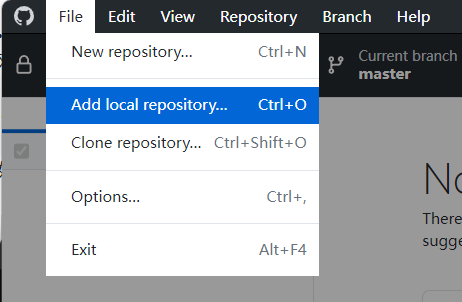 File Edit View Repository Branch Help
New repository... Ctrl+N
Current branch
master
Add local repository... Ctrl+O
Clone repository... Ctrl+Shift+O
Options... Ctrl+,
There
sugge
Exit Alt+F4